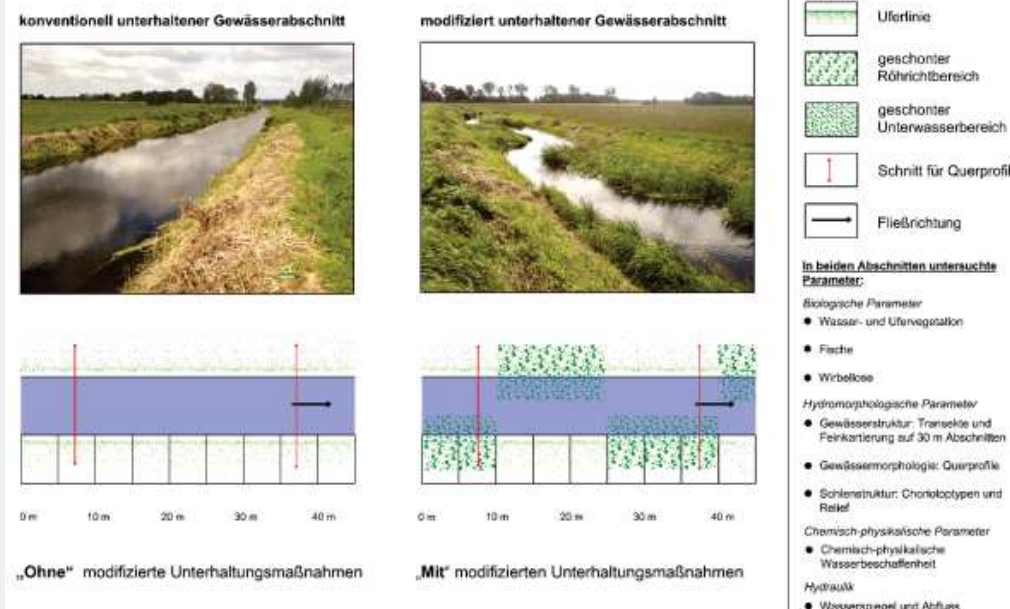 konventionell unterhaltener Gewässerabschnitt
modifiziert unterhaltener Gewässerabschnitt
0 m 10 m 20 m 30 m 40 m
0 m 10 m 20 m 30 m 40 m
„Ohne“ modifizierte Unterhaltungsmaßnahmen
„Mit“ modifizierten Unterhaltungsmaßnahmen
Uferlinie
geschonter
Röhrichtbereich
geschonter
Unterwasserbereich
Schnitt für Querprofil
Fließrichtung
In beiden Abschnitten untersuchte
Parameter:
Biologische Parameter
● Wasser- und Ufervegetation
● Fische
● Wirbellose
Hydromorphologische Parameter
● Gewässerstruktur: Transekte und
Feinkartierung auf 30 m Abschnitten
● Gewässermorphologie: Querprofile
● Sohlenstruktur: Choriotoptypen und
Relief
Chemisch-physikalische Parameter
● Chemisch-physikalische
Wasserbeschaffenheit
Hydraulik
● Wasserspiegel und Abfluss